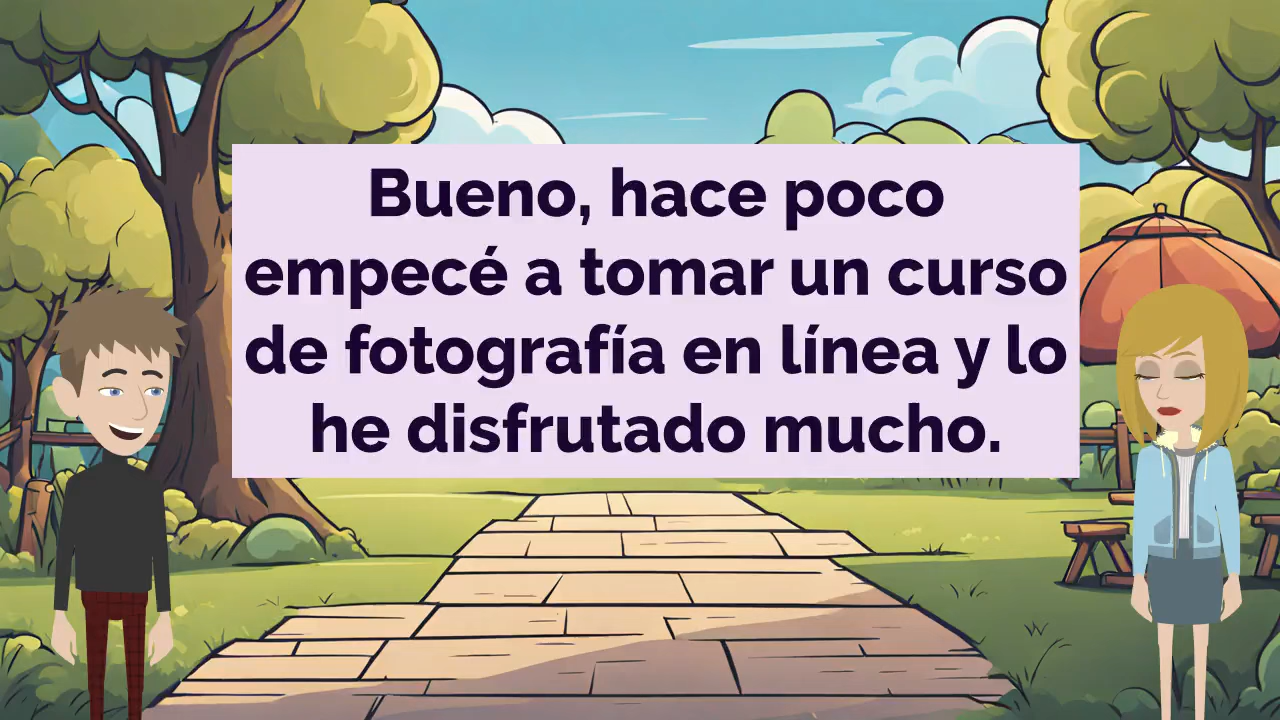 Bueno, hace poco
empecé a tomar un curso
de fotografía en línea y lo
he disfrutado mucho.